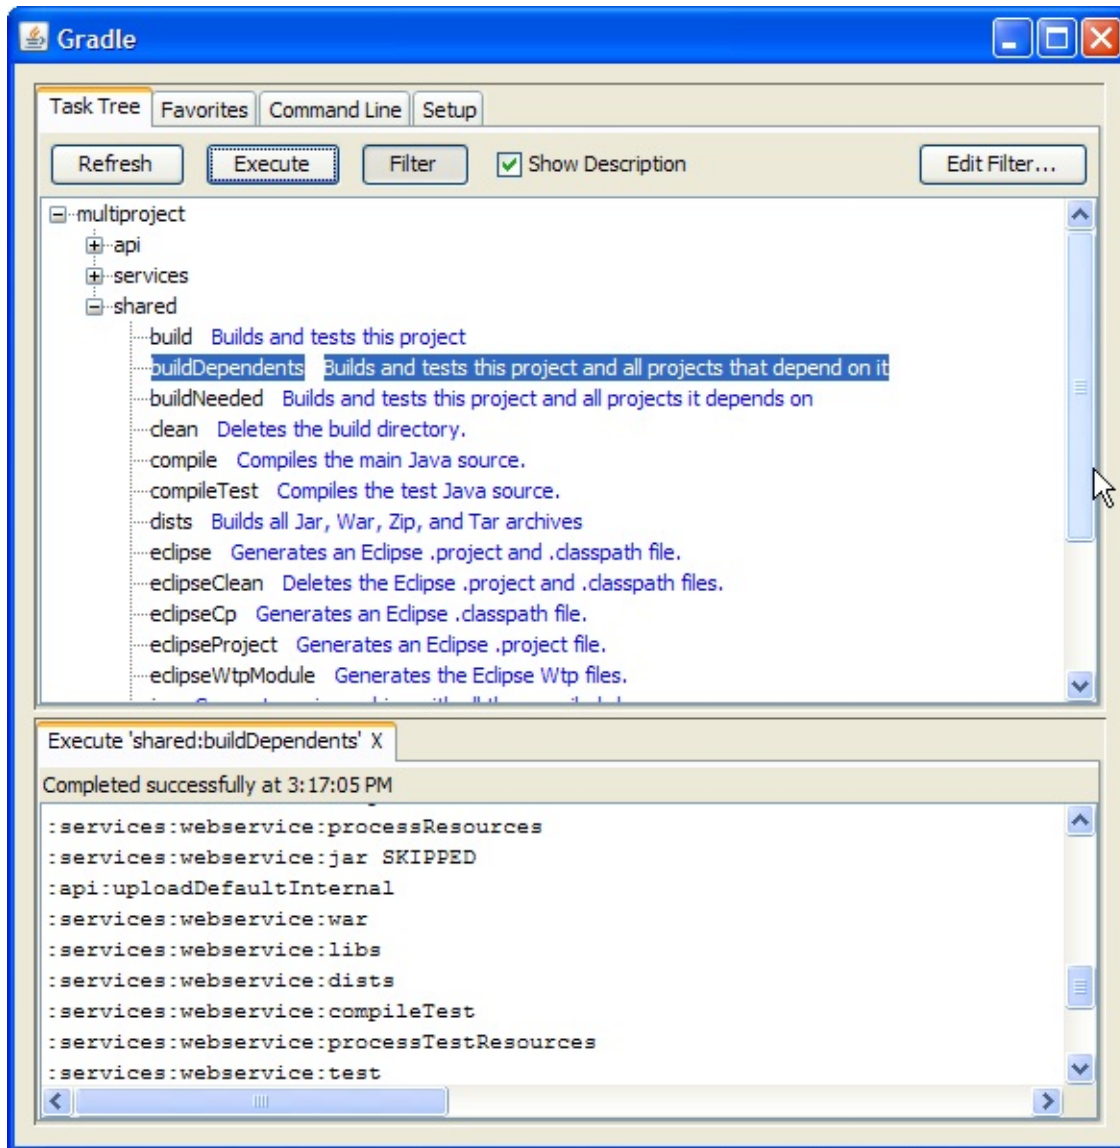 Gradle
Task Tree Favorites Command Line Setup
Refresh Execute Filter Show Description Edit Filter...
multiproject
api
services
shared
build Builds and tests this project
buildDependents Builds and tests this project and all projects that depend on it
buildNeeded Builds and tests this project and all projects it depends on
clean Deletes the build directory.
compile Compiles the main Java source.
compileTest Compiles the test Java source.
dists Builds all Jar, War, Zip, and Tar archives
eclipse Generates an Eclipse .project and .classpath file.
eclipseClean Deletes the Eclipse .project and .classpath files.
eclipseCp Generates an Eclipse .classpath file.
eclipseProject Generates an Eclipse .project file.
eclipseWtpModule Generates the Eclipse Wtp files.
Execute 'shared:buildDependents' X
Completed successfully at 3:17:05 PM
:services:webservice:processResources
:services:webservice:jar SKIPPED
:api:uploadDefaultInternal
:services:webservice:war
:services:webservice:libs
:services:webservice:dists
:services:webservice:compileTest
:services:webservice:processTestResources
:services:webservice:test